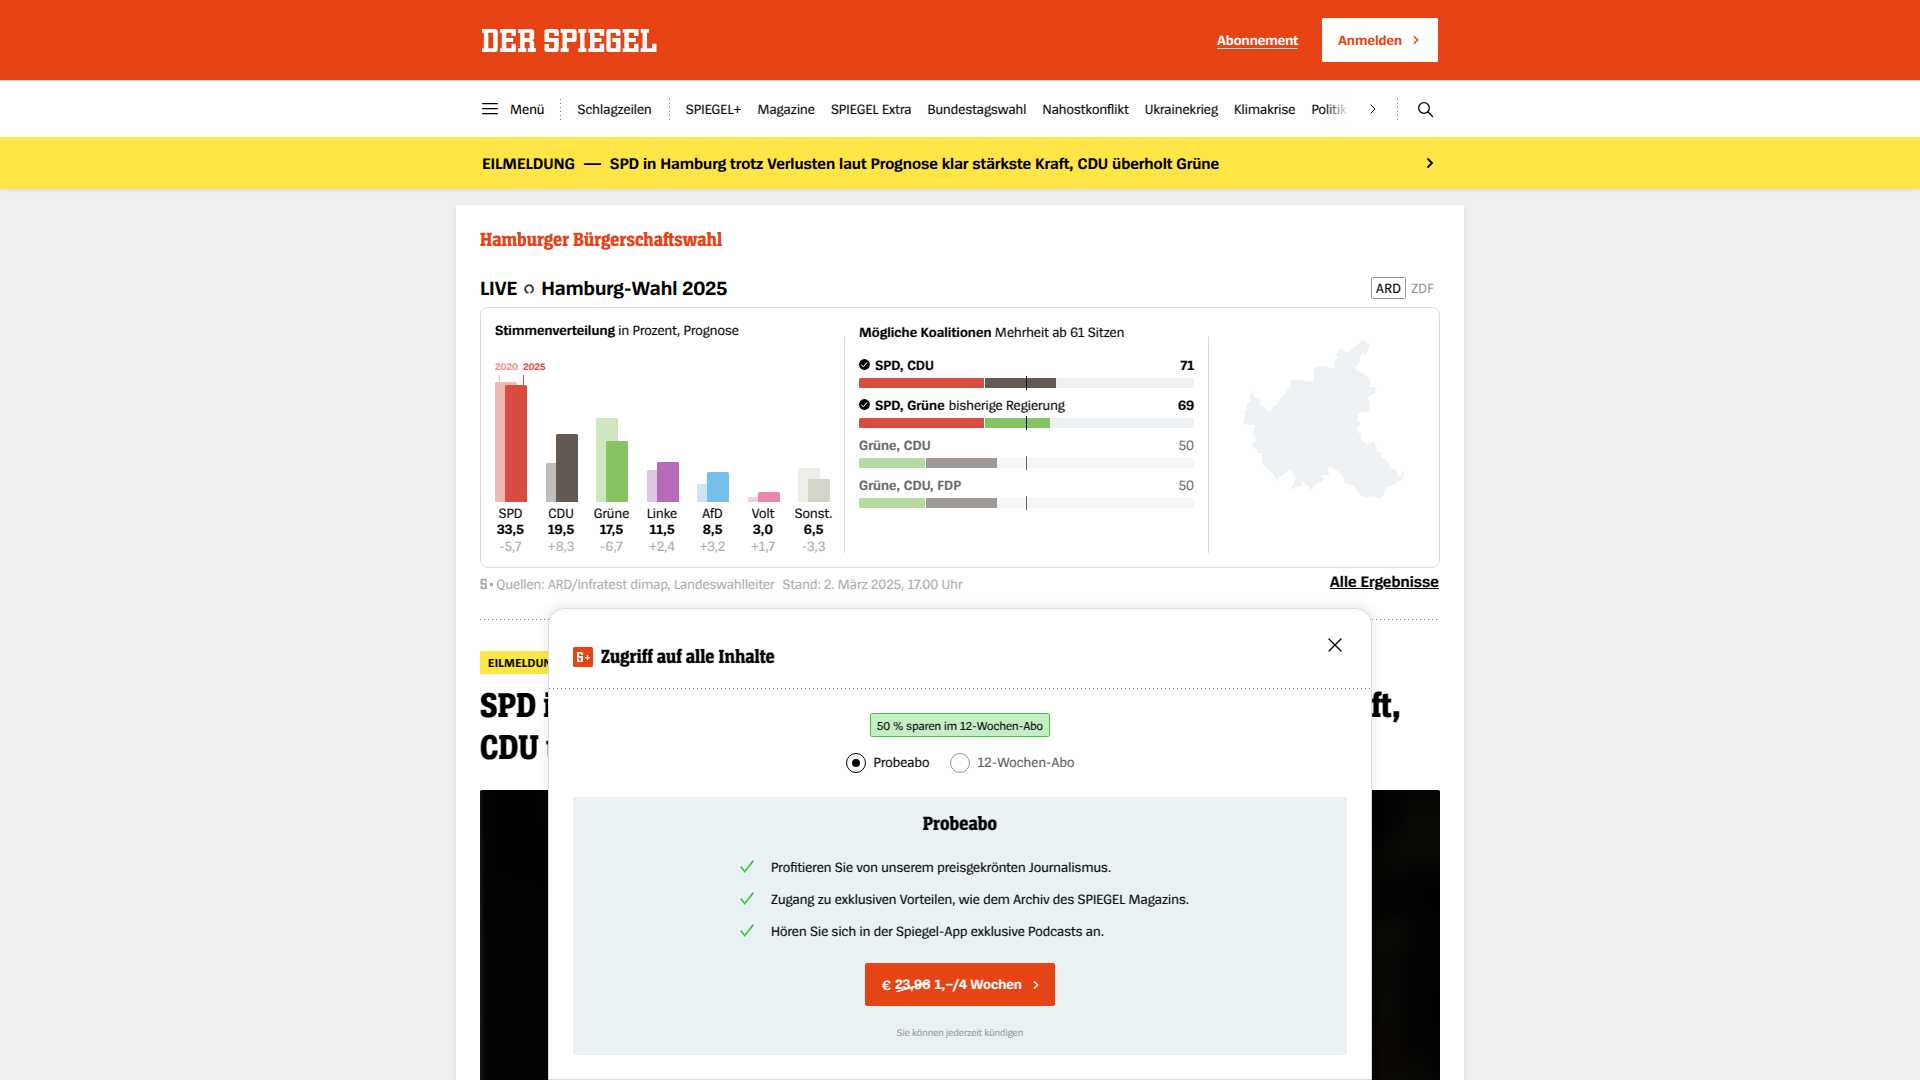 DER SPIEGEL
Abonnement
Anmelden
Menü
Schlagzeilen
SPIEGEL+
Magazine
SPIEGEL Extra
Bundestagswahl
Nahostkonflikt
Ukrainekrieg
Klimakrise
Politik
EILMELDUNG — SPD in Hamburg trotz Verlusten laut Prognose klar stärkste Kraft, CDU überholt Grüne
Hamburger Bürgerschaftswahl
LIVE Hamburg-Wahl 2025
ARD ZDF
Stimmenverteilung in Prozent, Prognose
2020 2025
SPD CDU Grüne Linke AfD Volt Sonst.
33,5 19,5 17,5 11,5 8,5 3,0 6,5
-5,7 +8,3 -6,7 +2,4 +3,2 +1,7 -3,3
Mögliche Koalitionen Mehrheit ab 61 Sitzen
SPD, CDU 71
SPD, Grüne bisherige Regierung 69
Grüne, CDU 50
Grüne, CDU, FDP 50
S+ Quellen: ARD/Infratest dimap, Landeswahlleiter Stand: 2. März 2025, 17.00 Uhr
Alle Ergebnisse
EILMELDUN
SPD
ft,
CDU
S+ Zugriff auf alle Inhalte
50 % sparen im 12-Wochen-Abo
Probeabo
12-Wochen-Abo
Probeabo
Profitieren Sie von unserem preisgekrönten Journalismus.
Zugang zu exklusiven Vorteilen, wie dem Archiv des SPIEGEL Magazins.
Hören Sie sich in der Spiegel-App exklusive Podcasts an.
€ 23,96 1,–/4 Wochen
Sie können jederzeit kündigen